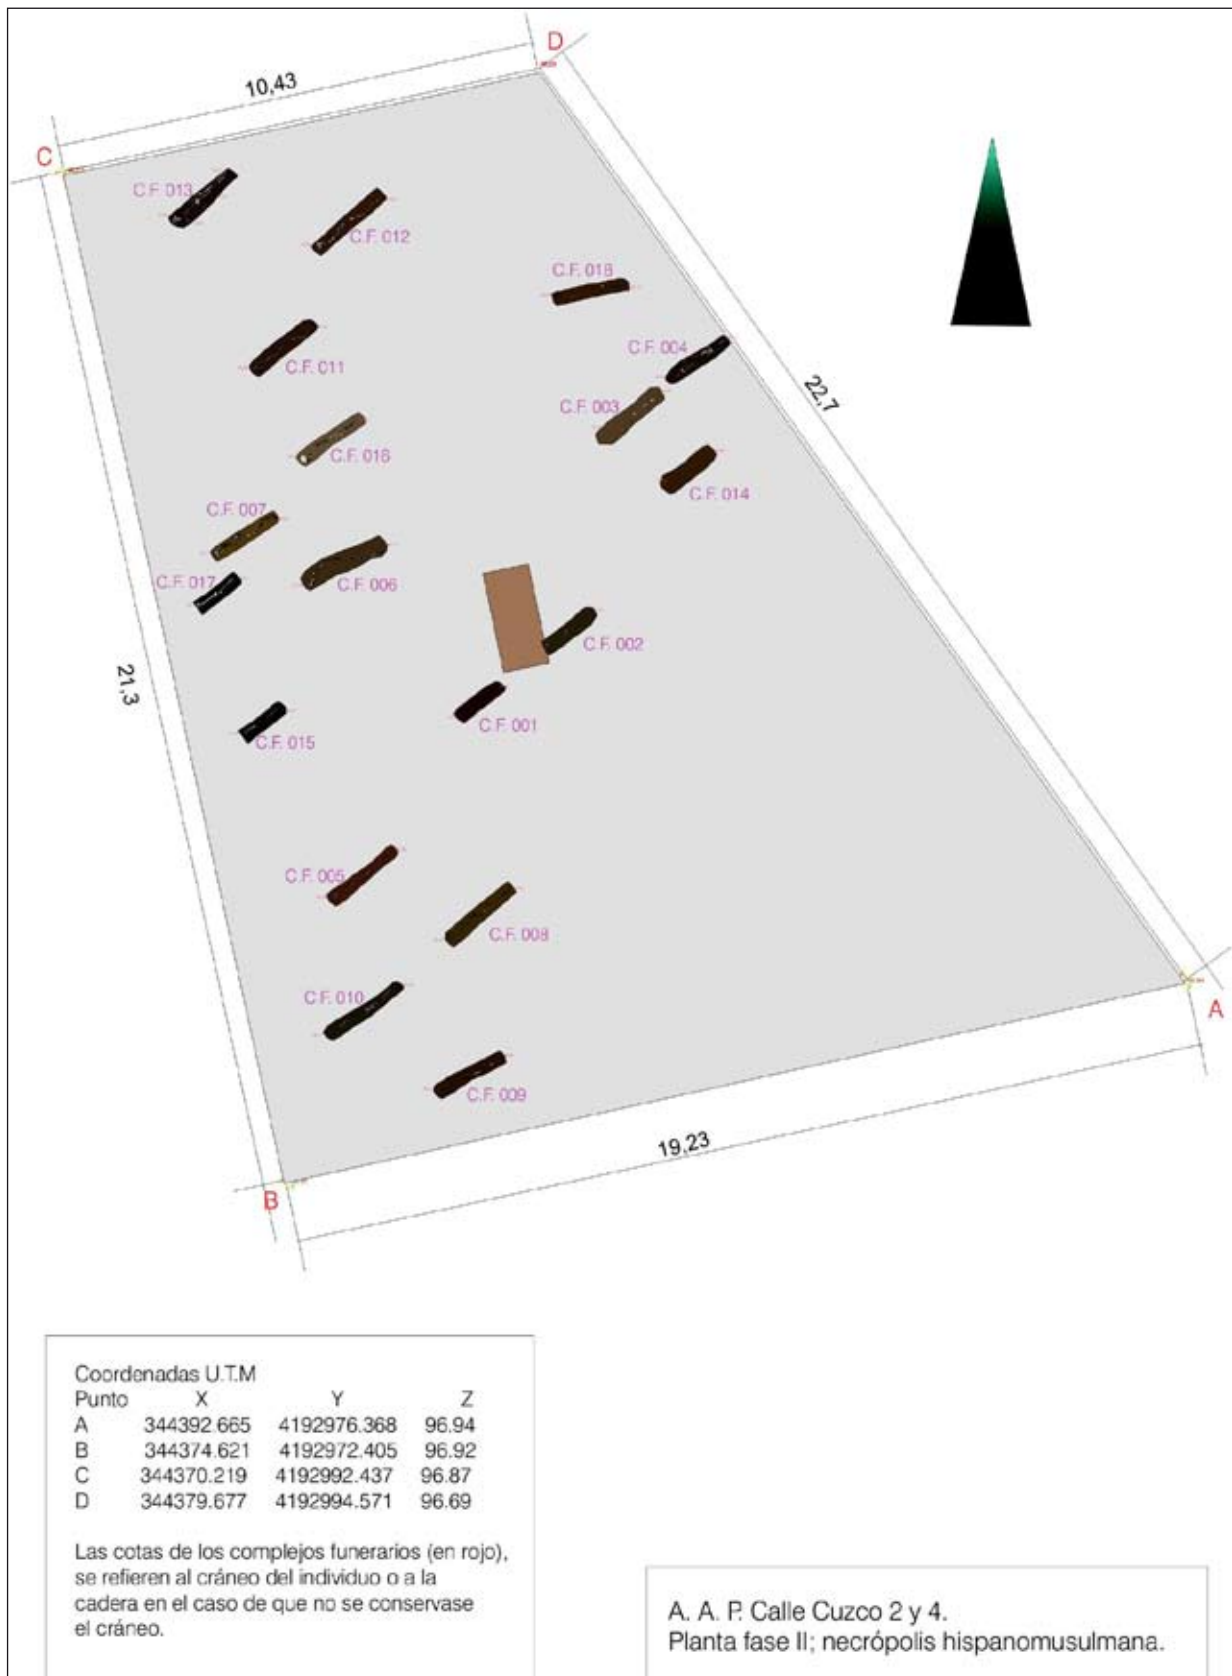 D
10,43
C
C.F. 013
C.F. 012
C.F. 018
C.F. 004
C.F. 011
22,7
C.F. 003
C.F. 016
C.F. 014
C.F. 007
C.F. 017
C.F. 006
C.F. 002
21,3
C.F. 001
C.F. 015
C.F. 005
C.F. 008
C.F. 010
A
C.F. 009
19,23
B
Coordenadas U.T.M
Punto X Y Z
A 344392.665 4192976.368 96.94
B 344374.621 4192972.405 96.92
C 344370.219 4192992.437 96.87
D 344379.677 4192994.571 96.69
Las cotas de los complejos funerarios (en rojo),
se refieren al cráneo del individuo o a la
cadera en el caso de que no se conservase
el cráneo.
A. A. P. Calle Cuzco 2 y 4.
Planta fase II; necrópolis hispanomusulmana.